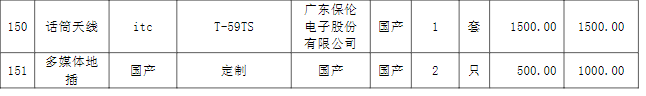 150 话筒天线 itc T-59TS 广东保伦电子股份有限公司 国产 1 套 1500.00 1500.00
151 多媒体地插 国产 定制 国产 国产 2 只 500.00 1000.00